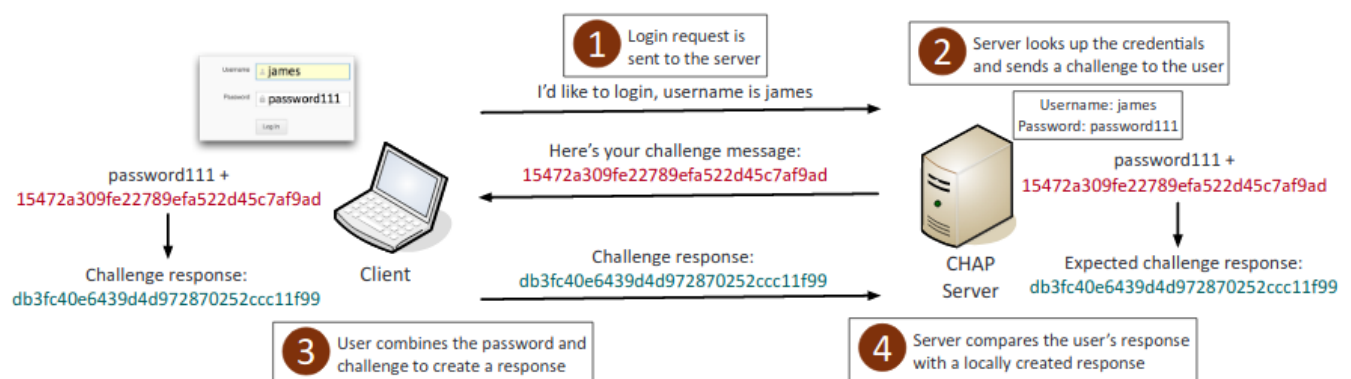 1
Login request is
sent to the server
2
Server looks up the credentials
and sends a challenge to the user
Username
james
Password
password111
Log in
I'd like to login, username is james
Username: james
Password: password111
Here's your challenge message:
15472a309fe22789efa522d45c7af9ad
password111 +
15472a309fe22789efa522d45c7af9ad
password111 +
15472a309fe22789efa522d45c7af9ad
Challenge response:
db3fc40e6439d4d972870252ccc11f99
Client
Challenge response:
db3fc40e6439d4d972870252ccc11f99
CHAP
Server
Expected challenge response:
db3fc40e6439d4d972870252ccc11f99
3
User combines the password and
challenge to create a response
4
Server compares the user's response
with a locally created response